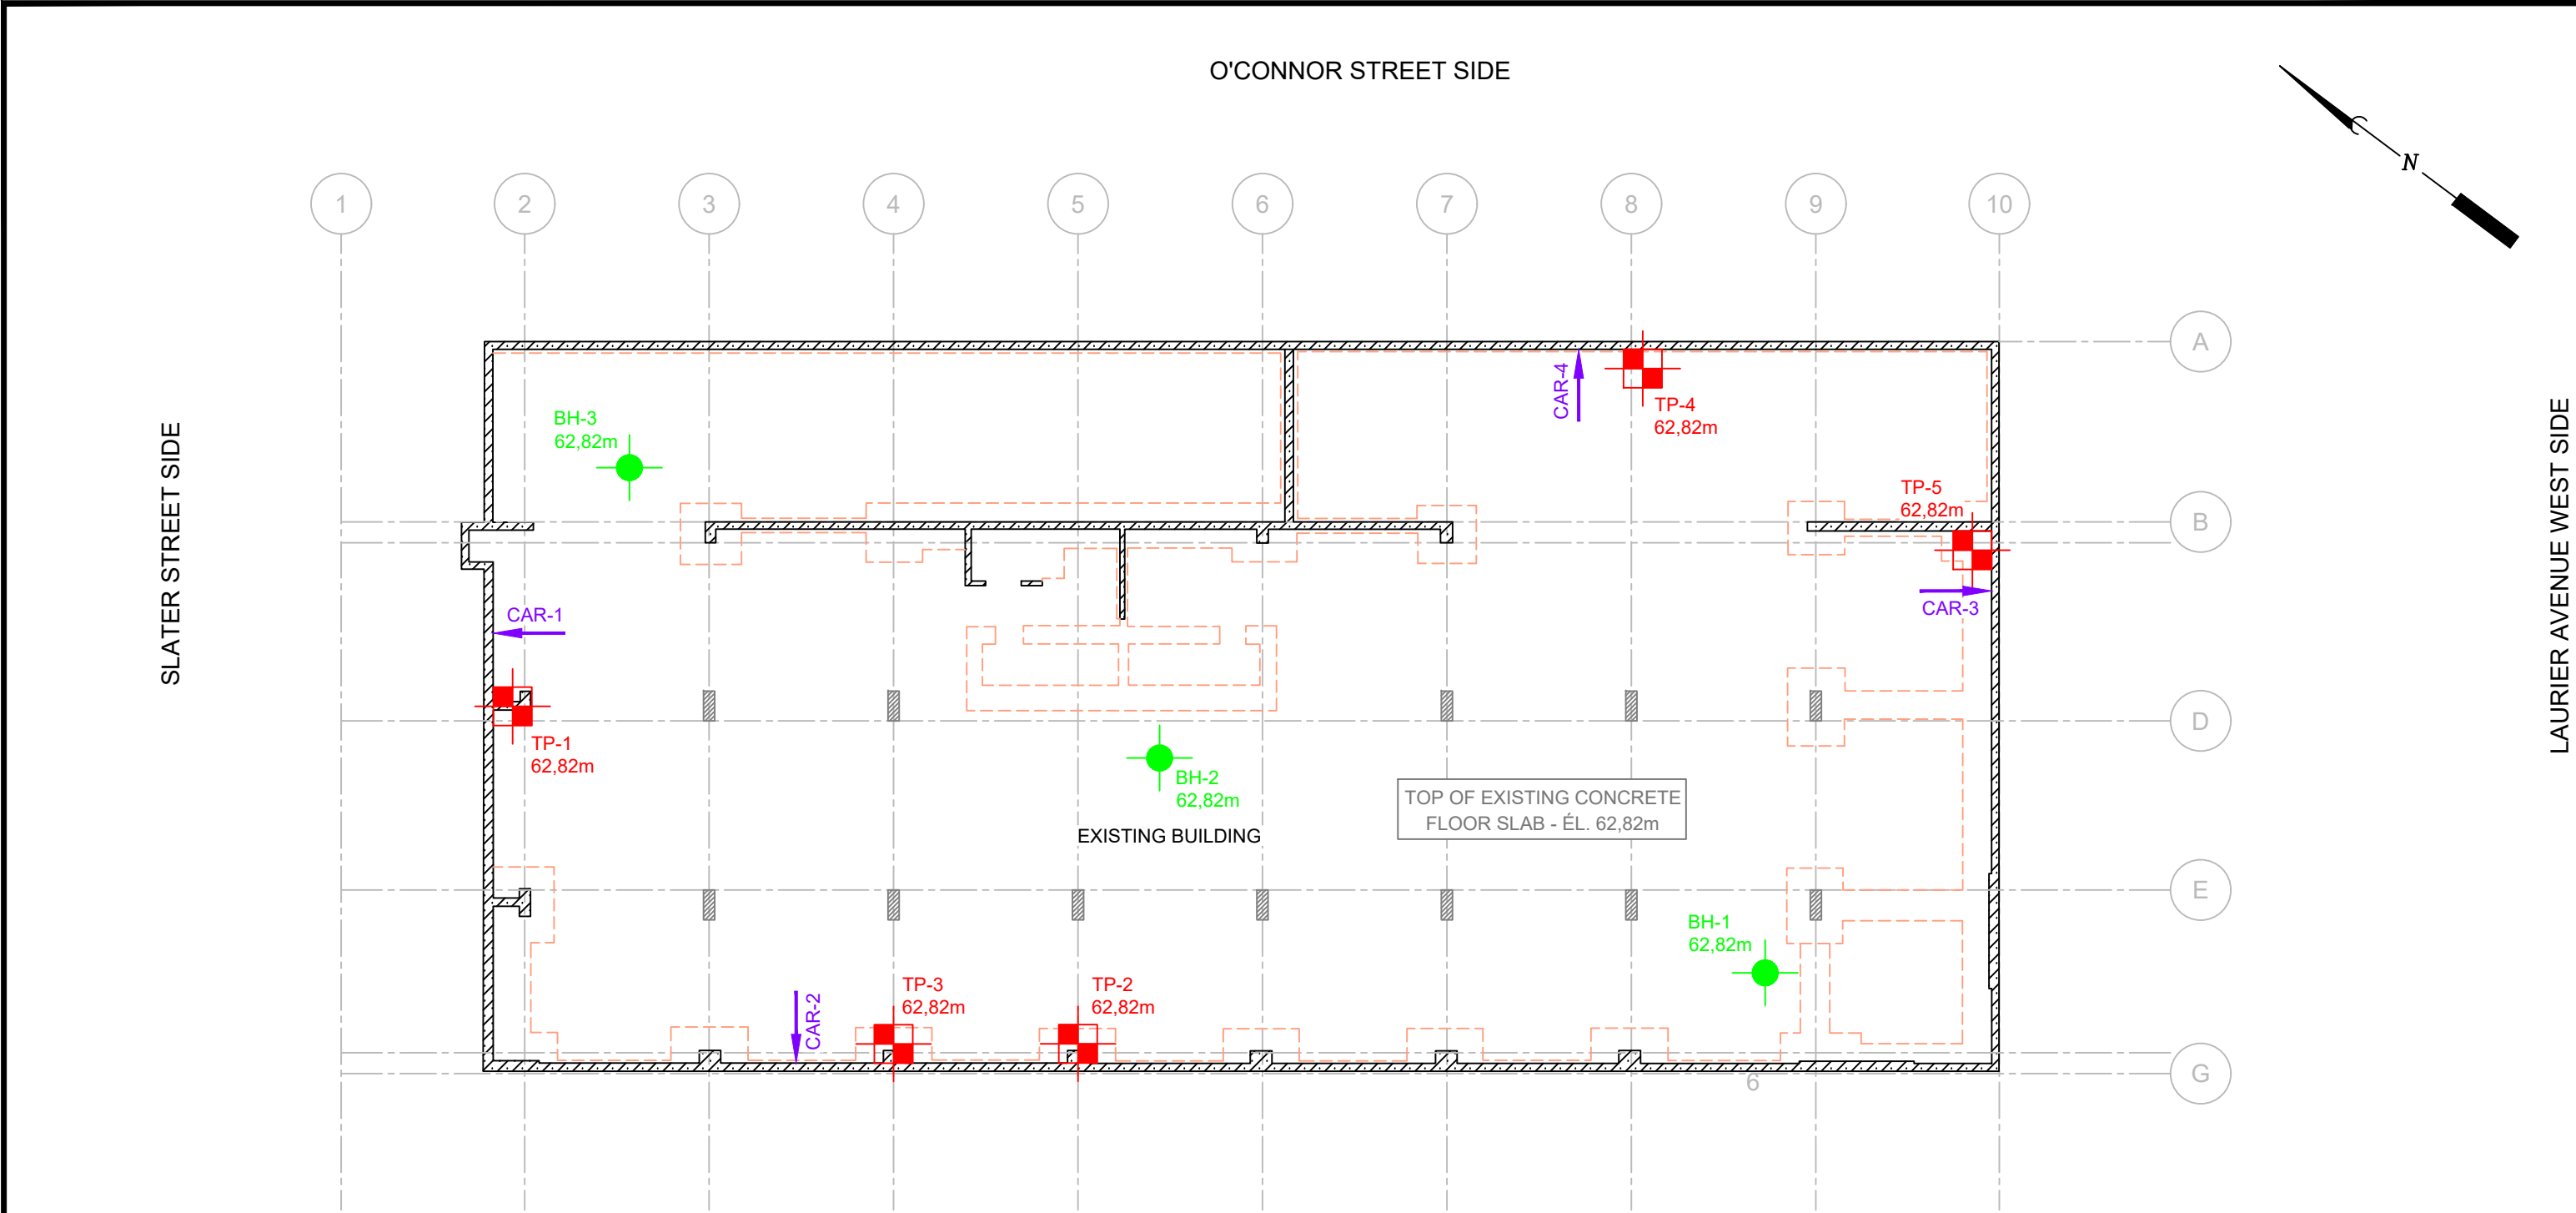 O'CONNOR STREET SIDE
N
1
2
3
4
5
6
7
8
9
10
A
B
D
E
G
SLATER STREET SIDE
LAURIER AVENUE WEST SIDE
BH-3
62,82m
CAR-4
TP-4
62,82m
TP-5
62,82m
CAR-1
CAR-3
TP-1
62,82m
BH-2
62,82m
TOP OF EXISTING CONCRETE
FLOOR SLAB - ÉL. 62,82m
EXISTING BUILDING
BH-1
62,82m
TP-3
62,82m
TP-2
62,82m
CAR-2
6